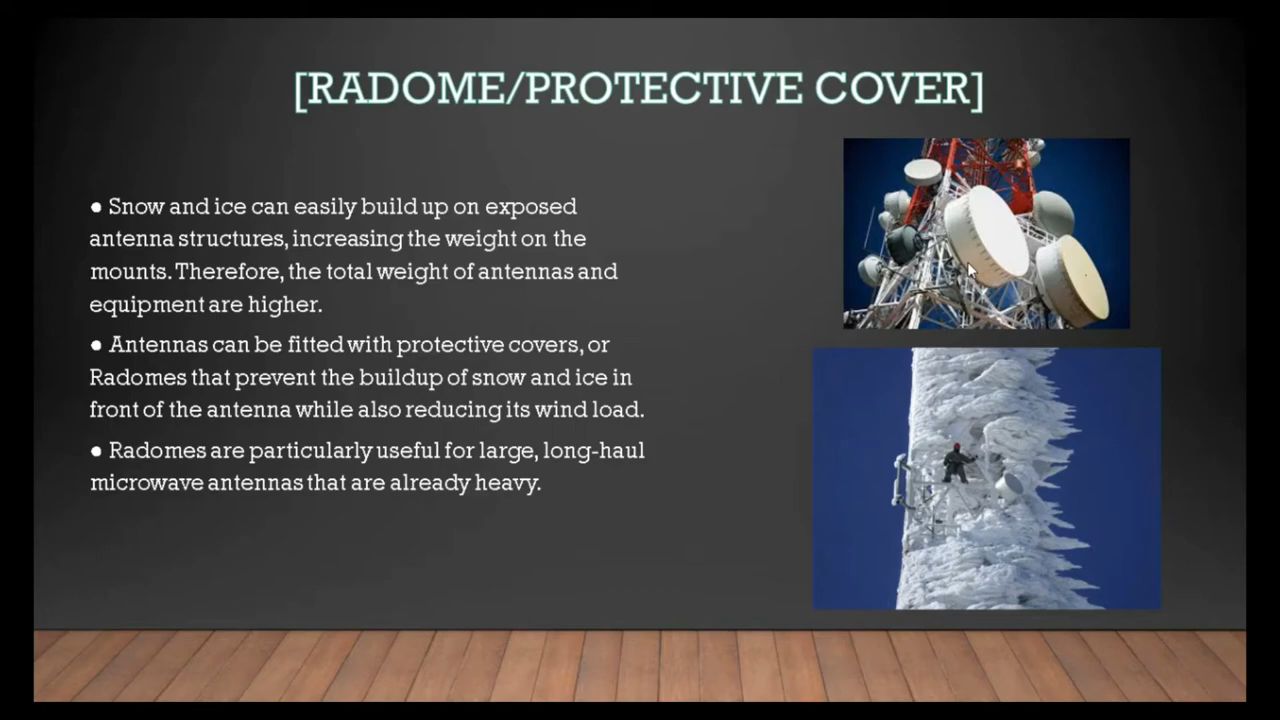 [RADOME/PROTECTIVE COVER]
● Snow and ice can easily build up on exposed
antenna structures, increasing the weight on the
mounts. Therefore, the total weight of antennas and
equipment are higher.
● Antennas can be fitted with protective covers, or
Radomes that prevent the buildup of snow and ice in
front of the antenna while also reducing its wind load.
● Radomes are particularly useful for large, long-haul
microwave antennas that are already heavy.